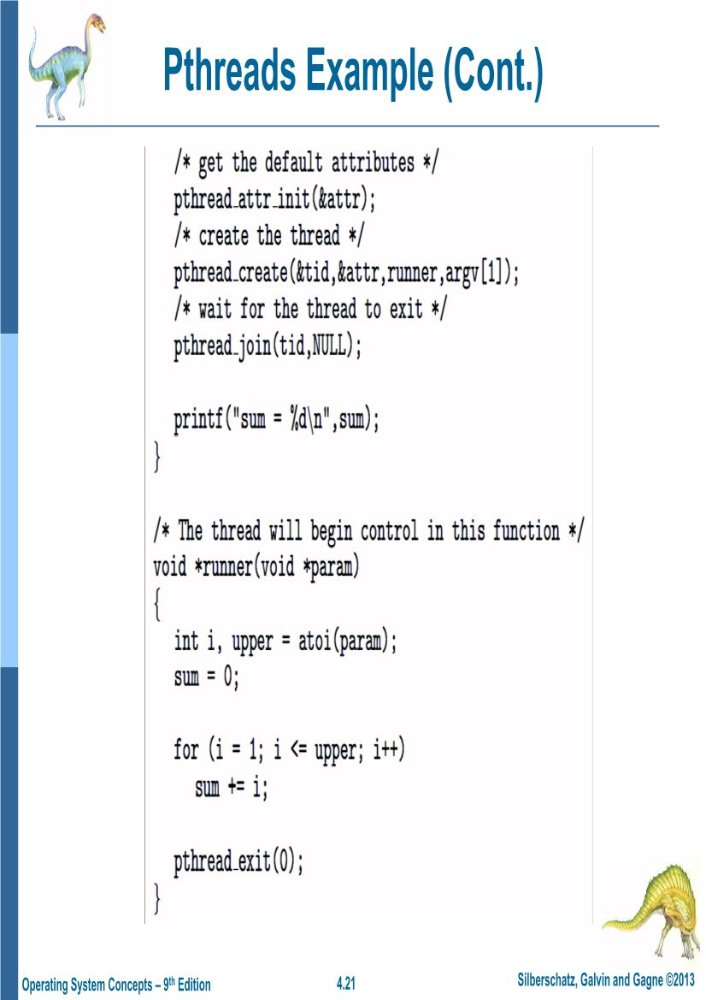 Pthreads Example (Cont.)
/* get the default attributes */
pthread_attr_init(&attr);
/* create the thread */
pthread_create(&tid,&attr,runner,argv[1]);
/* wait for the thread to exit */
pthread_join(tid,NULL);
printf("sum = %d\n",sum);
}
/* The thread will begin control in this function */
void *runner(void *param)
{
int i, upper = atoi(param);
sum = 0;
for (i = 1; i <= upper; i++)
sum += i;
pthread_exit(0);
}
Operating System Concepts – 9th Edition
4.21
Silberschatz, Galvin and Gagne ©2013